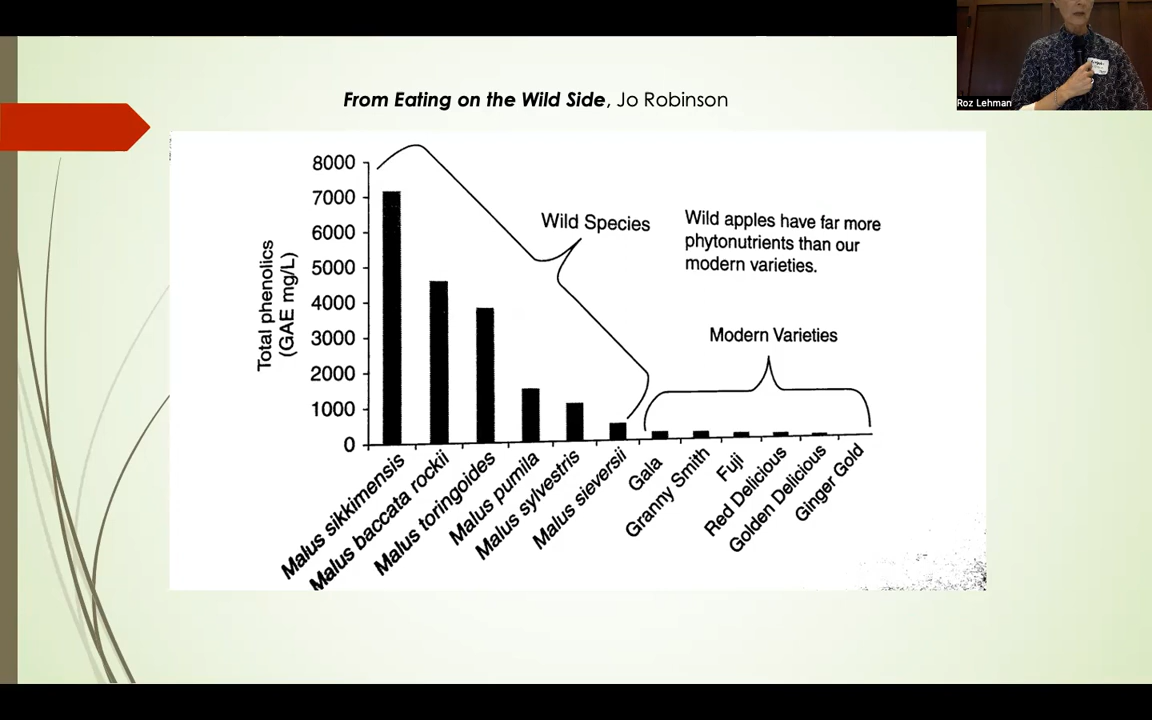 From Eating on the Wild Side, Jo Robinson
Roz Lehman
8000
7000
6000
5000
4000
3000
2000
1000
0
Total phenolics
(GAE mg/L)
Wild Species
Wild apples have far more
phytonutrients than our
modern varieties.
Modern Varieties
Malus sikkimensis
Malus baccata rockii
Malus toringoides
Malus pumila
Malus sylvestris
Malus sieversii
Gala
Granny Smith
Fuji
Red Delicious
Golden Delicious
Ginger Gold